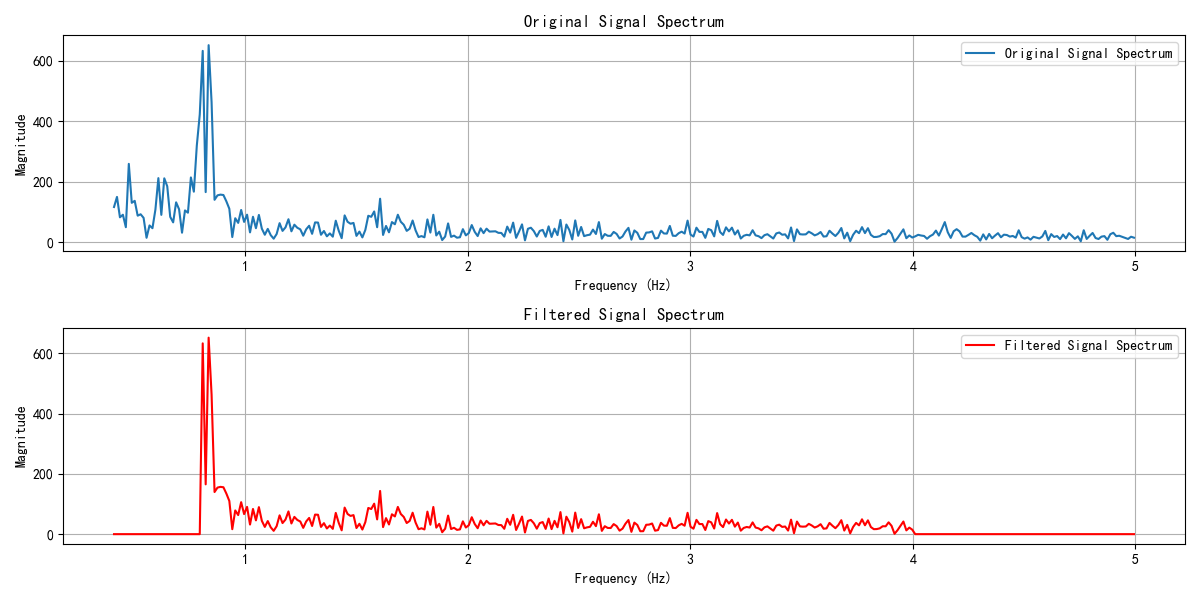 Original Signal Spectrum
Original Signal Spectrum
Magnitude
600
400
200
0
1 2 3 4 5
Frequency (Hz)
Filtered Signal Spectrum
Filtered Signal Spectrum
Magnitude
600
400
200
0
1 2 3 4 5
Frequency (Hz)